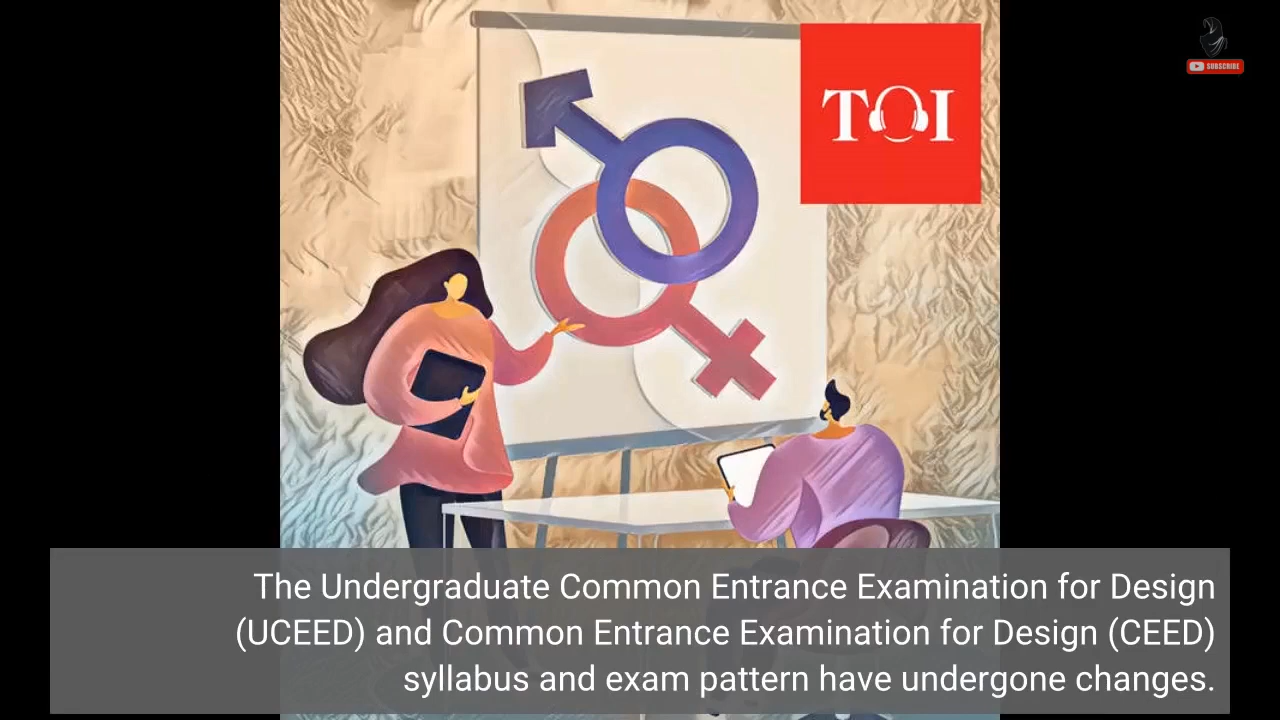 TOI
SUBSCRIBE
The Undergraduate Common Entrance Examination for Design
(UCEED) and Common Entrance Examination for Design (CEED)
syllabus and exam pattern have undergone changes.